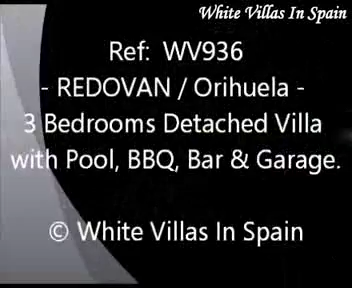 White Villas In Spain
Ref: WV936
- REDOVAN / Orihuela -
3 Bedrooms Detached Villa
with Pool, BBQ, Bar & Garage.
© White Villas In Spain